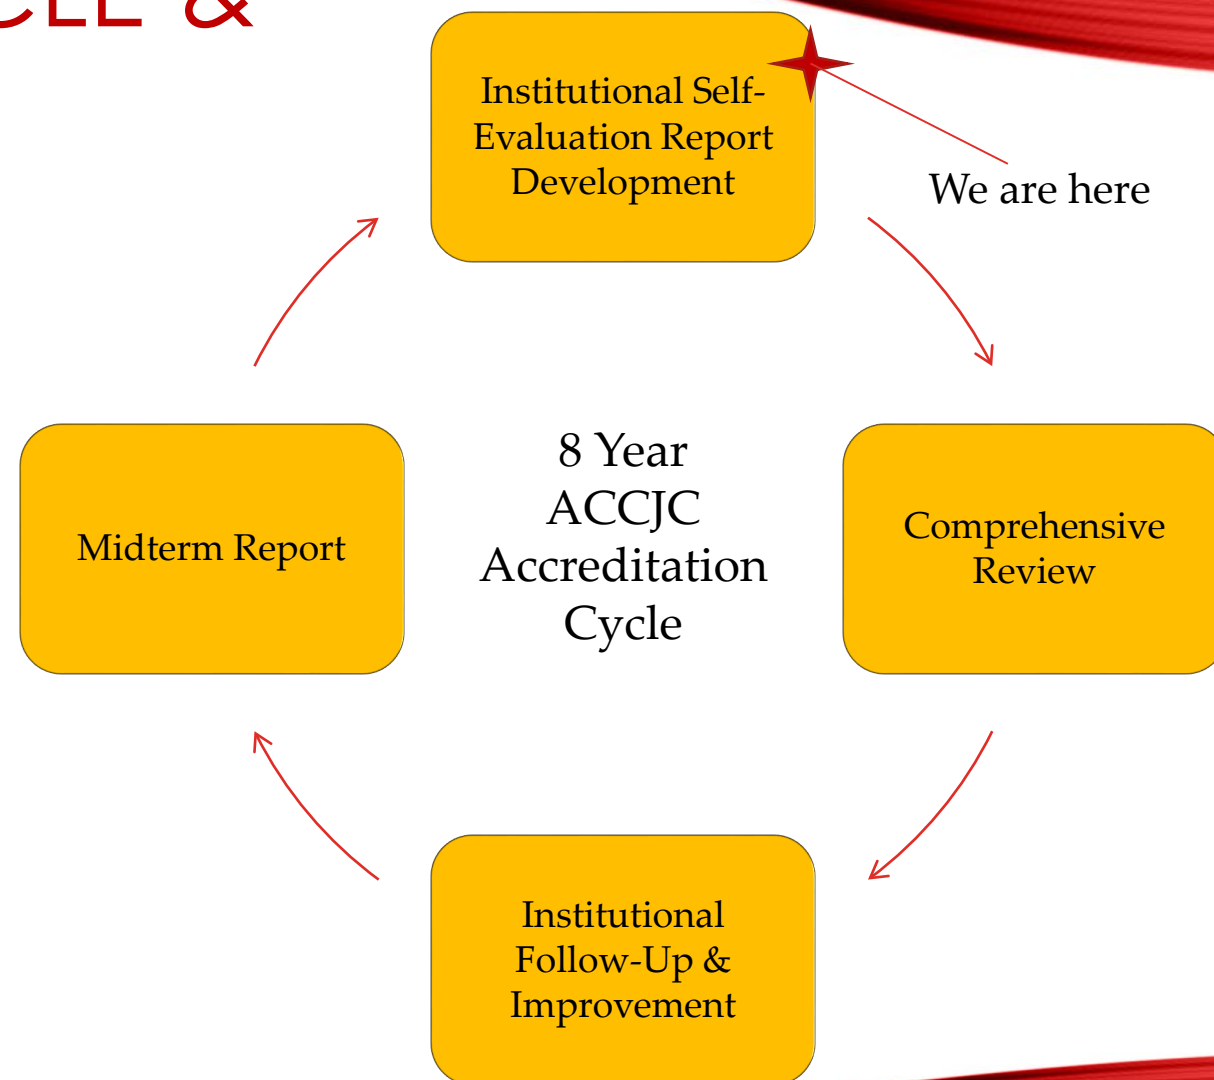 &
Institutional Self-
Evaluation Report
Development
We are here
8 Year
ACCJC
Accreditation
Cycle
Comprehensive
Review
Midterm Report
Institutional
Follow-Up &
Improvement